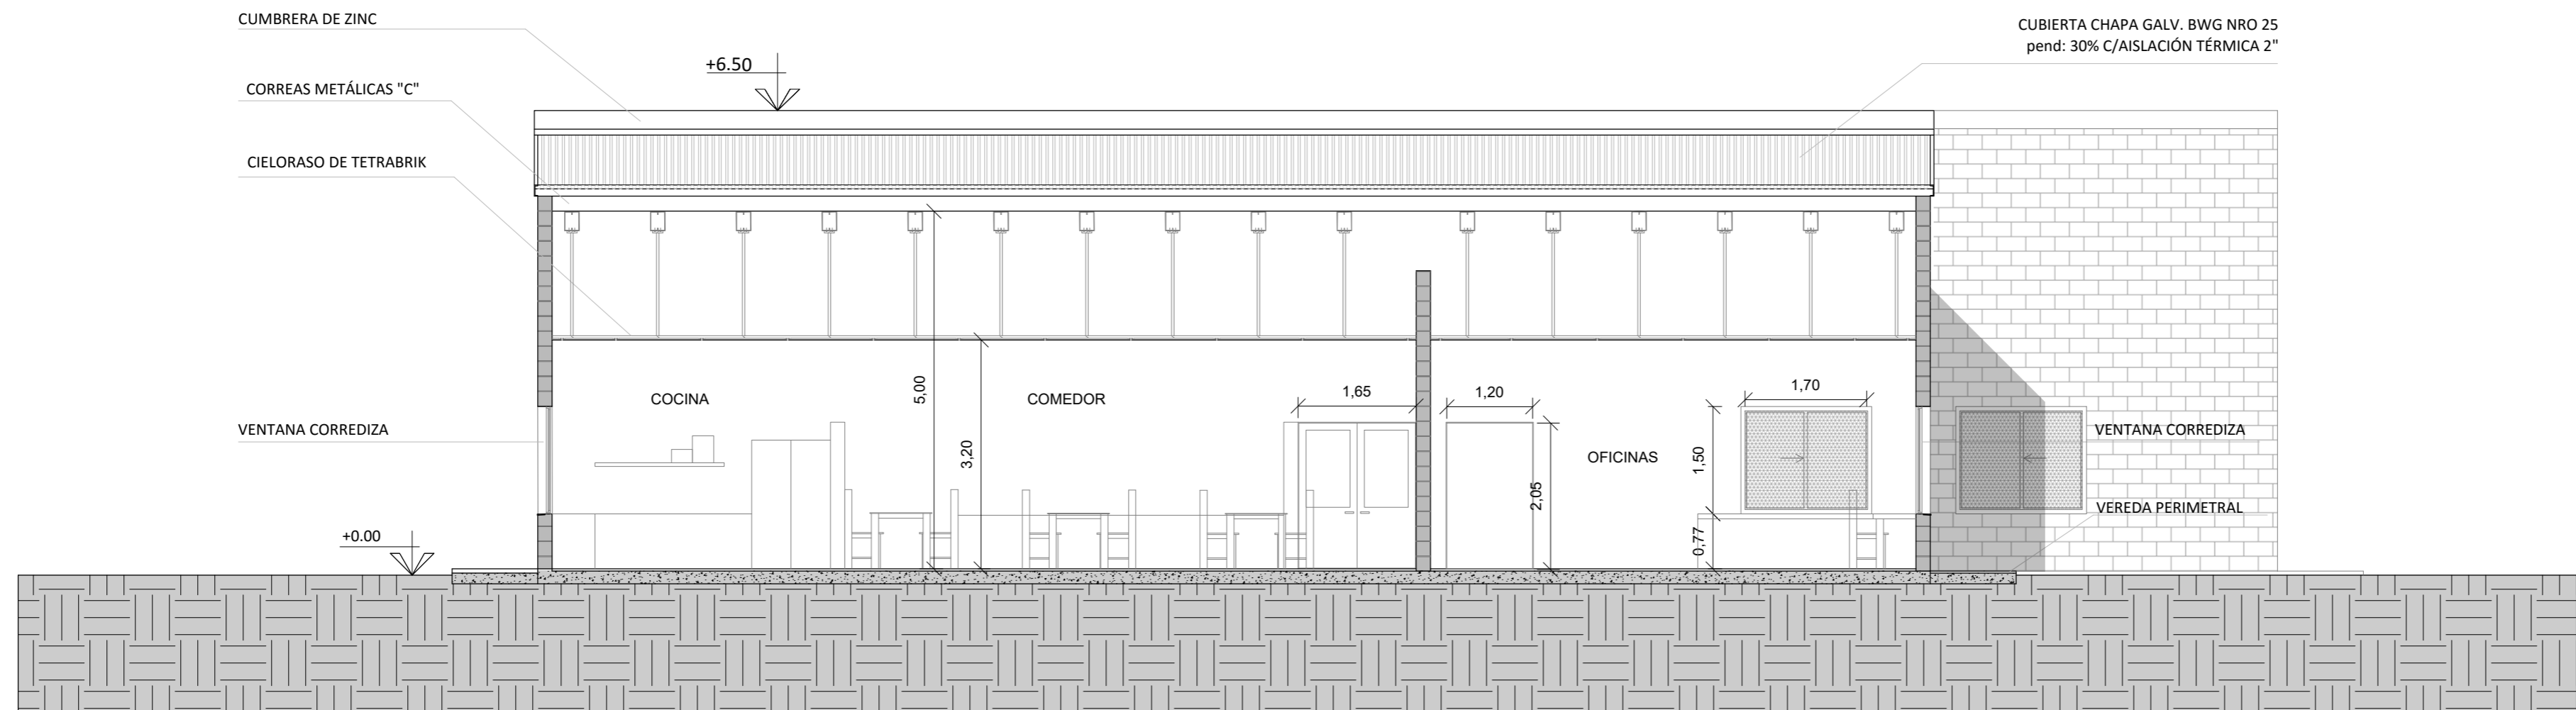 CUMBRERA DE ZINC
CUBIERTA CHAPA GALV. BWG NRO 25
pend: 30% C/AISLACIÓN TÉRMICA 2"
+6.50
CORREAS METÁLICAS "C"
CIELORASO DE TETRABRIK
COCINA
5,00
COMEDOR
1,65
1,20
1,70
VENTANA CORREDIZA
3,20
2,05
OFICINAS
1,50
VENTANA CORREDIZA
0,77
VEREDA PERIMETRAL
+0.00